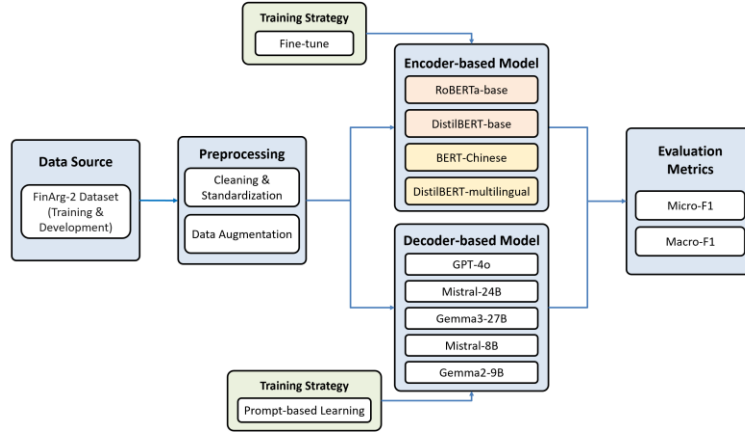 Training Strategy
Fine-tune
Encoder-based Model
RoBERTa-base
DistilBERT-base
BERT-Chinese
DistilBERT-multilingual
Data Source
FinArg-2 Dataset
(Training &
Development)
Preprocessing
Cleaning &
Standardization
Data Augmentation
Evaluation
Metrics
Micro-F1
Macro-F1
Decoder-based Model
GPT-4o
Mistral-24B
Gemma3-27B
Mistral-8B
Gemma2-9B
Training Strategy
Prompt-based Learning